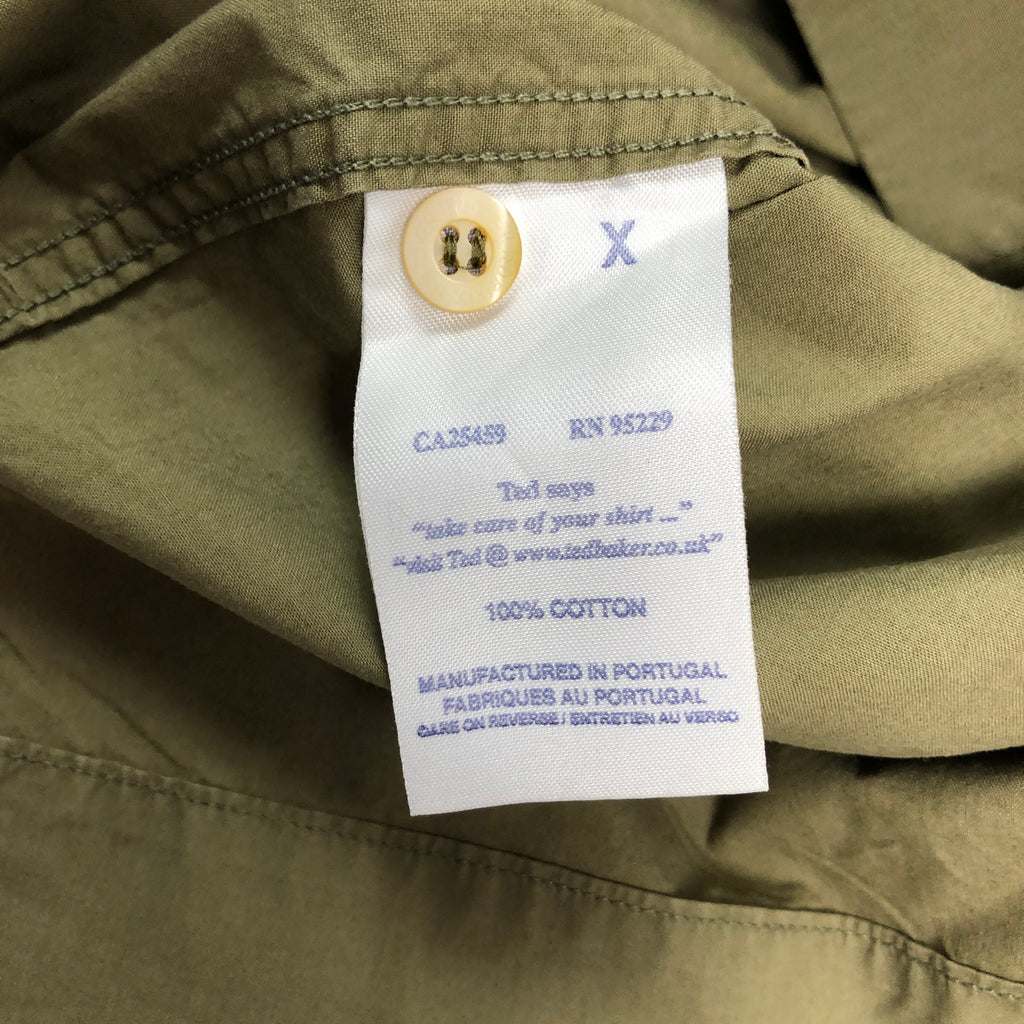 X
CA25459 RN 95229
Ted says
“take care of your shirt ...”
“visit Ted @ www.tedbaker.co.uk”
100% COTTON
MANUFACTURED IN PORTUGAL
FABRIQUES AU PORTUGAL
CARE ON REVERSE / ENTRETIEN AU VERSO